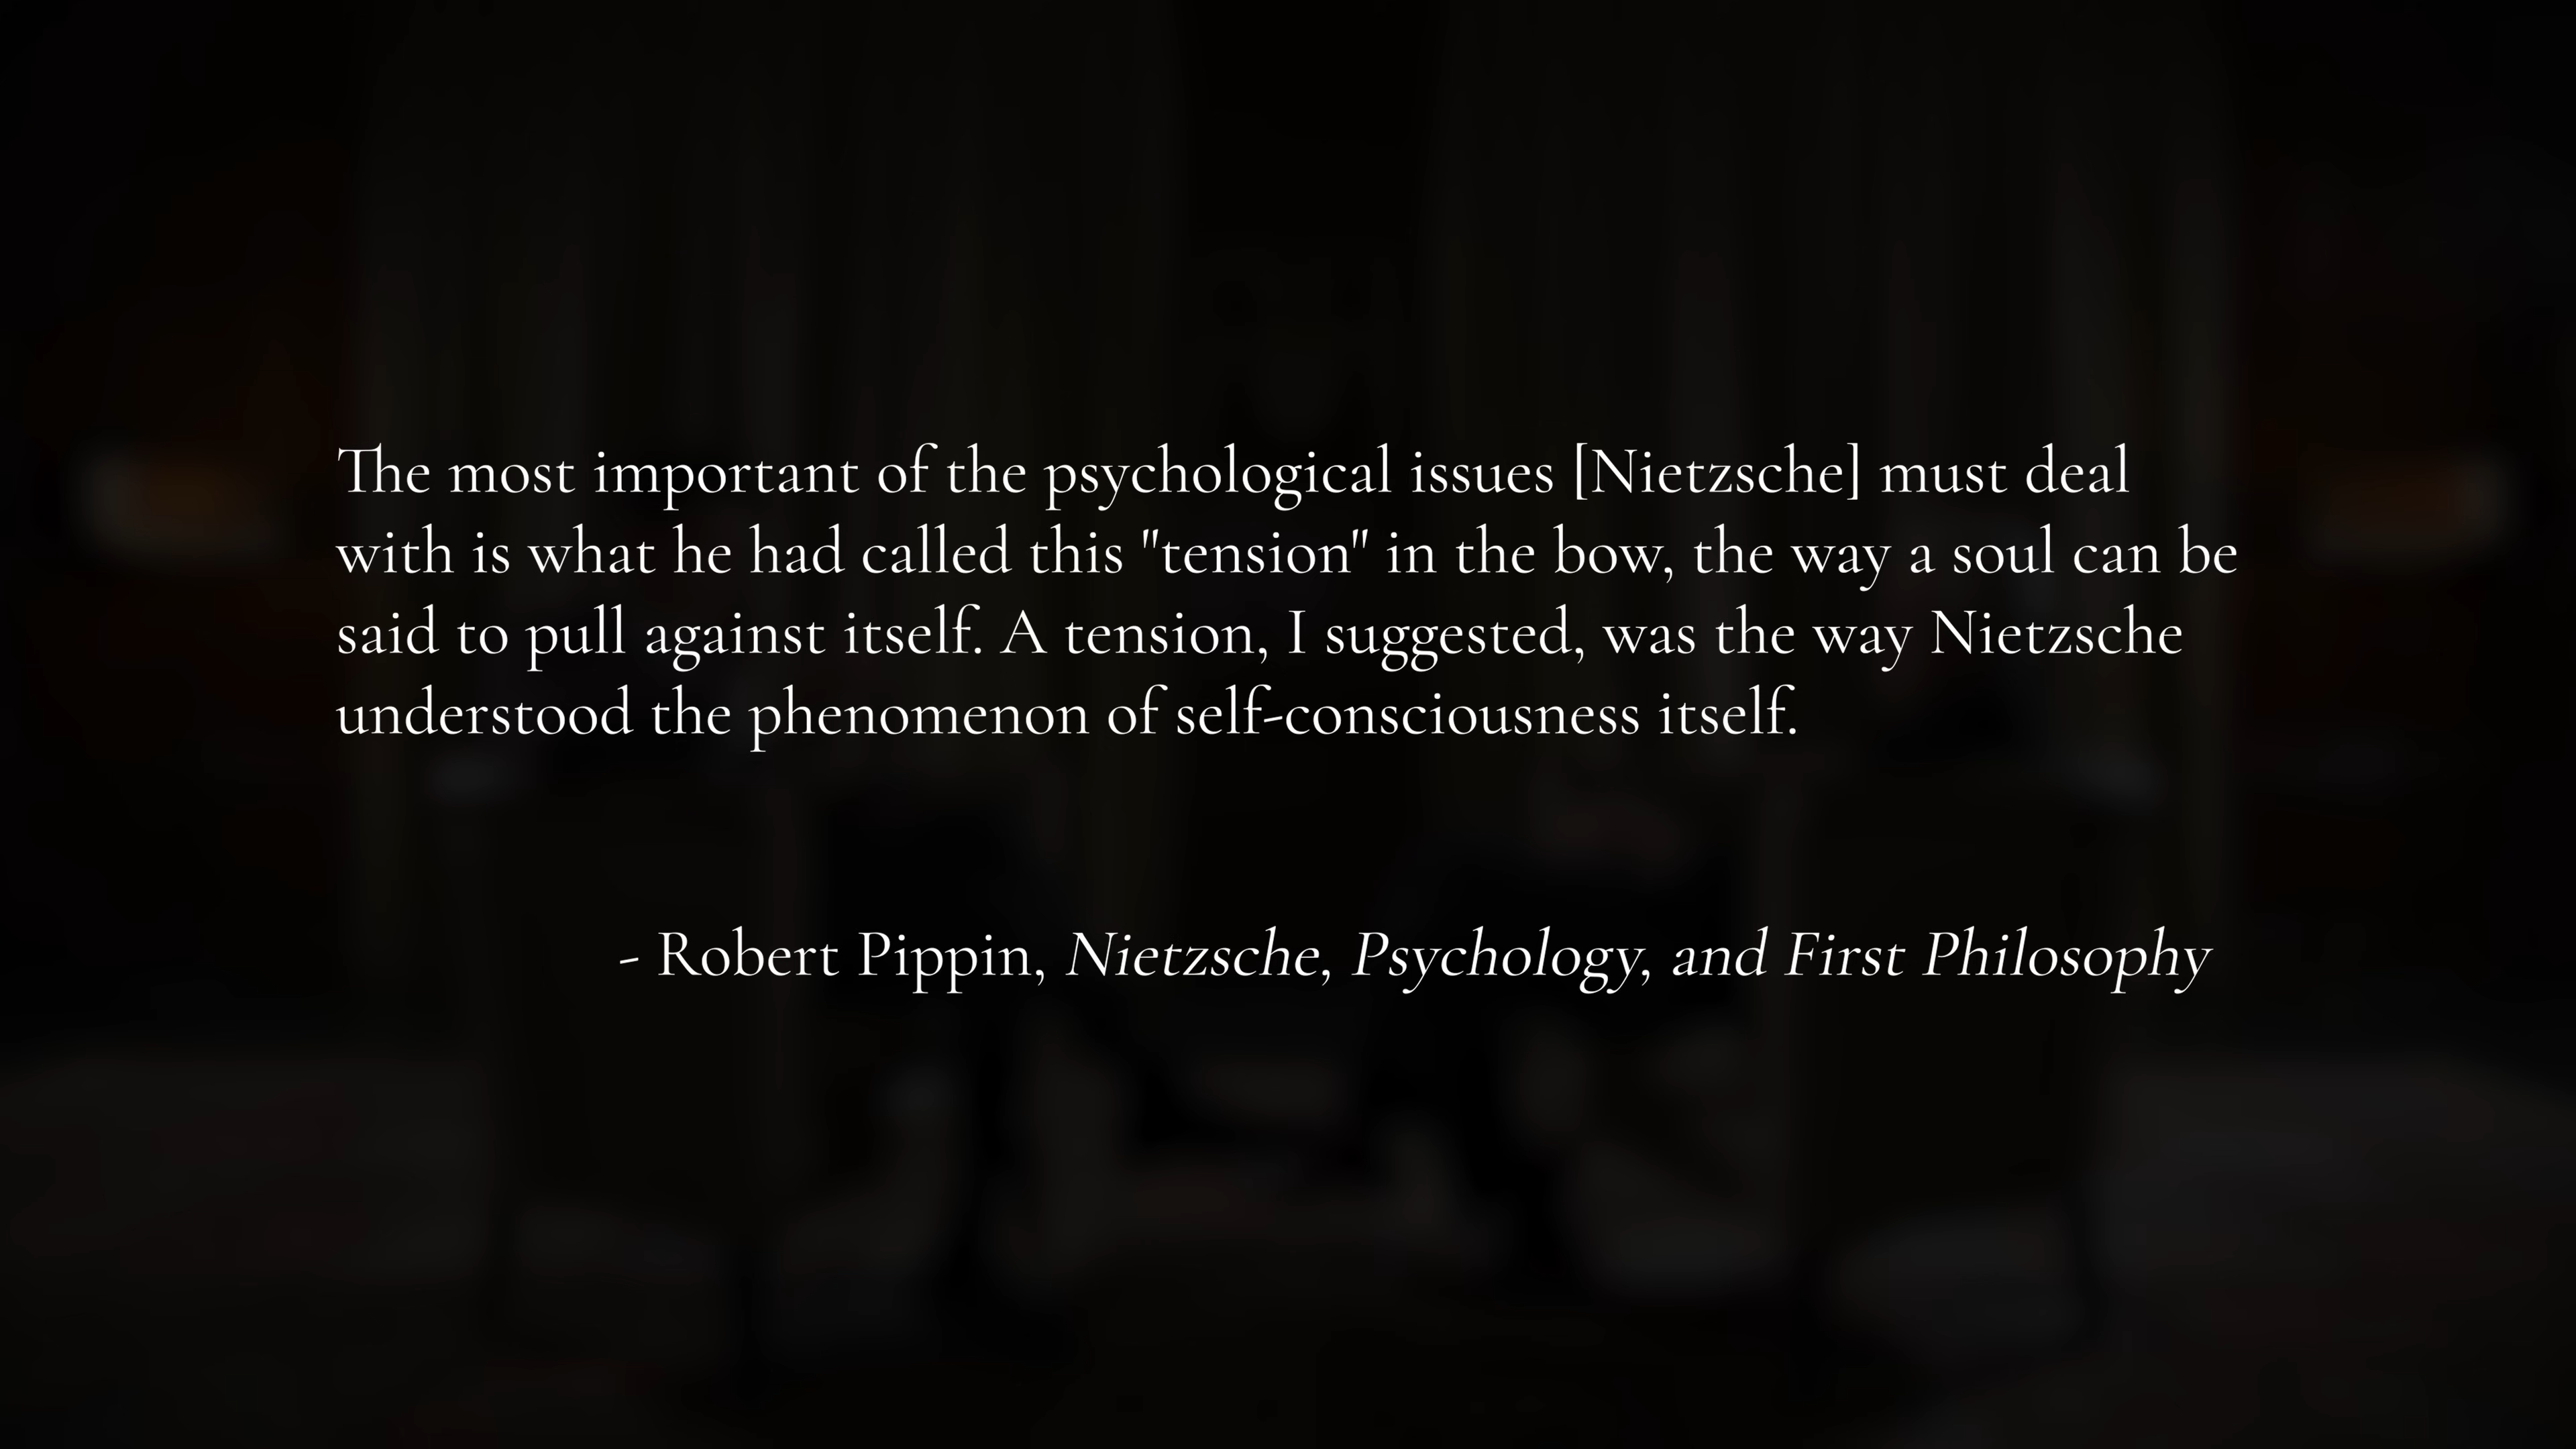 The most important of the psychological issues [Nietzsche] must deal
with is what he had called this "tension" in the bow, the way a soul can be
said to pull against itself. A tension, I suggested, was the way Nietzsche
understood the phenomenon of self-consciousness itself.
- Robert Pippin, Nietzsche, Psychology, and First Philosophy